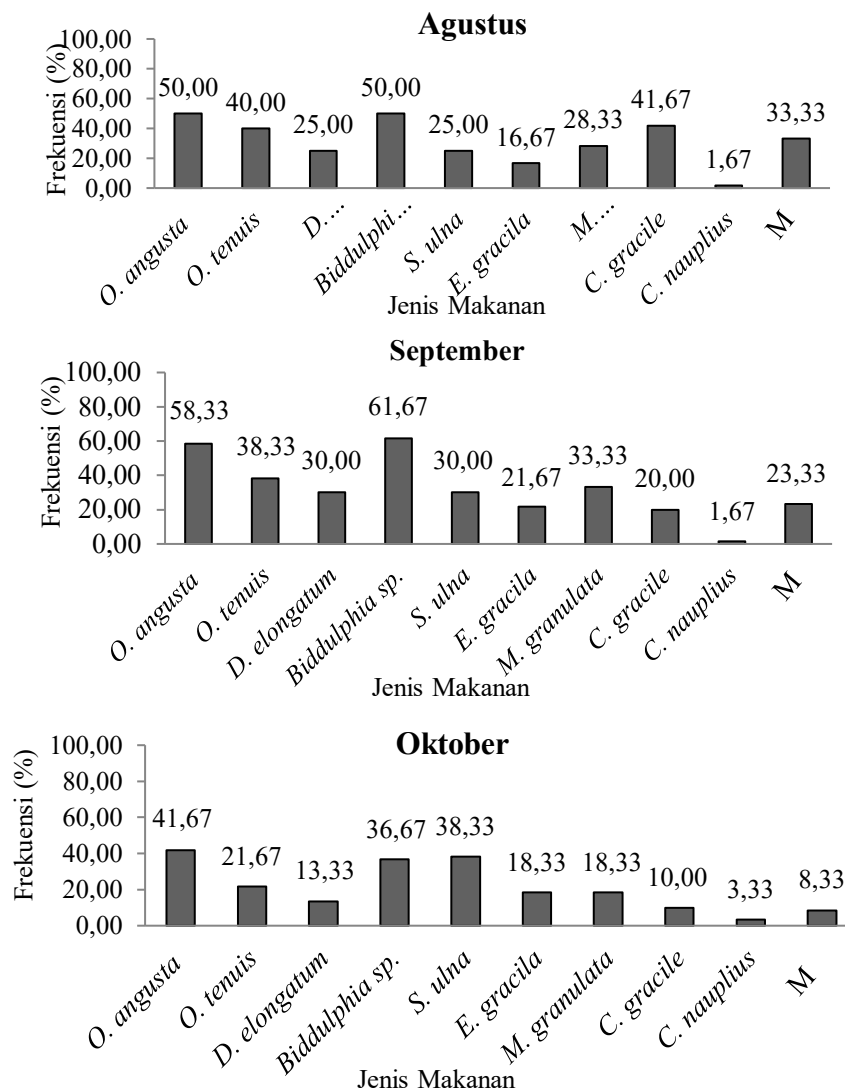 Agustus
Frekuensi (%)
100,00
80,00
60,00
40,00
20,00
0,00
50,00 40,00 25,00 50,00 25,00 16,67 28,33 41,67 1,67 33,33
O. angusta O. tenuis D.… Biddulphi… S. ulna E. gracila M.… C. gracile C. nauplius M
Jenis Makanan
September
Frekuensi (%)
100,00
80,00
60,00
40,00
20,00
0,00
58,33 38,33 30,00 61,67 30,00 21,67 33,33 20,00 1,67 23,33
O. angusta O. tenuis D. elongatum Biddulphia sp. S. ulna E. gracila M. granulata C. gracile C. nauplius M
Jenis Makanan
Oktober
Frekuensi (%)
100,00
80,00
60,00
40,00
20,00
0,00
41,67 21,67 13,33 36,67 38,33 18,33 18,33 10,00 3,33 8,33
O. angusta O. tenuis D. elongatum Biddulphia sp. S. ulna E. gracila M. granulata C. gracile C. nauplius M
Jenis Makanan